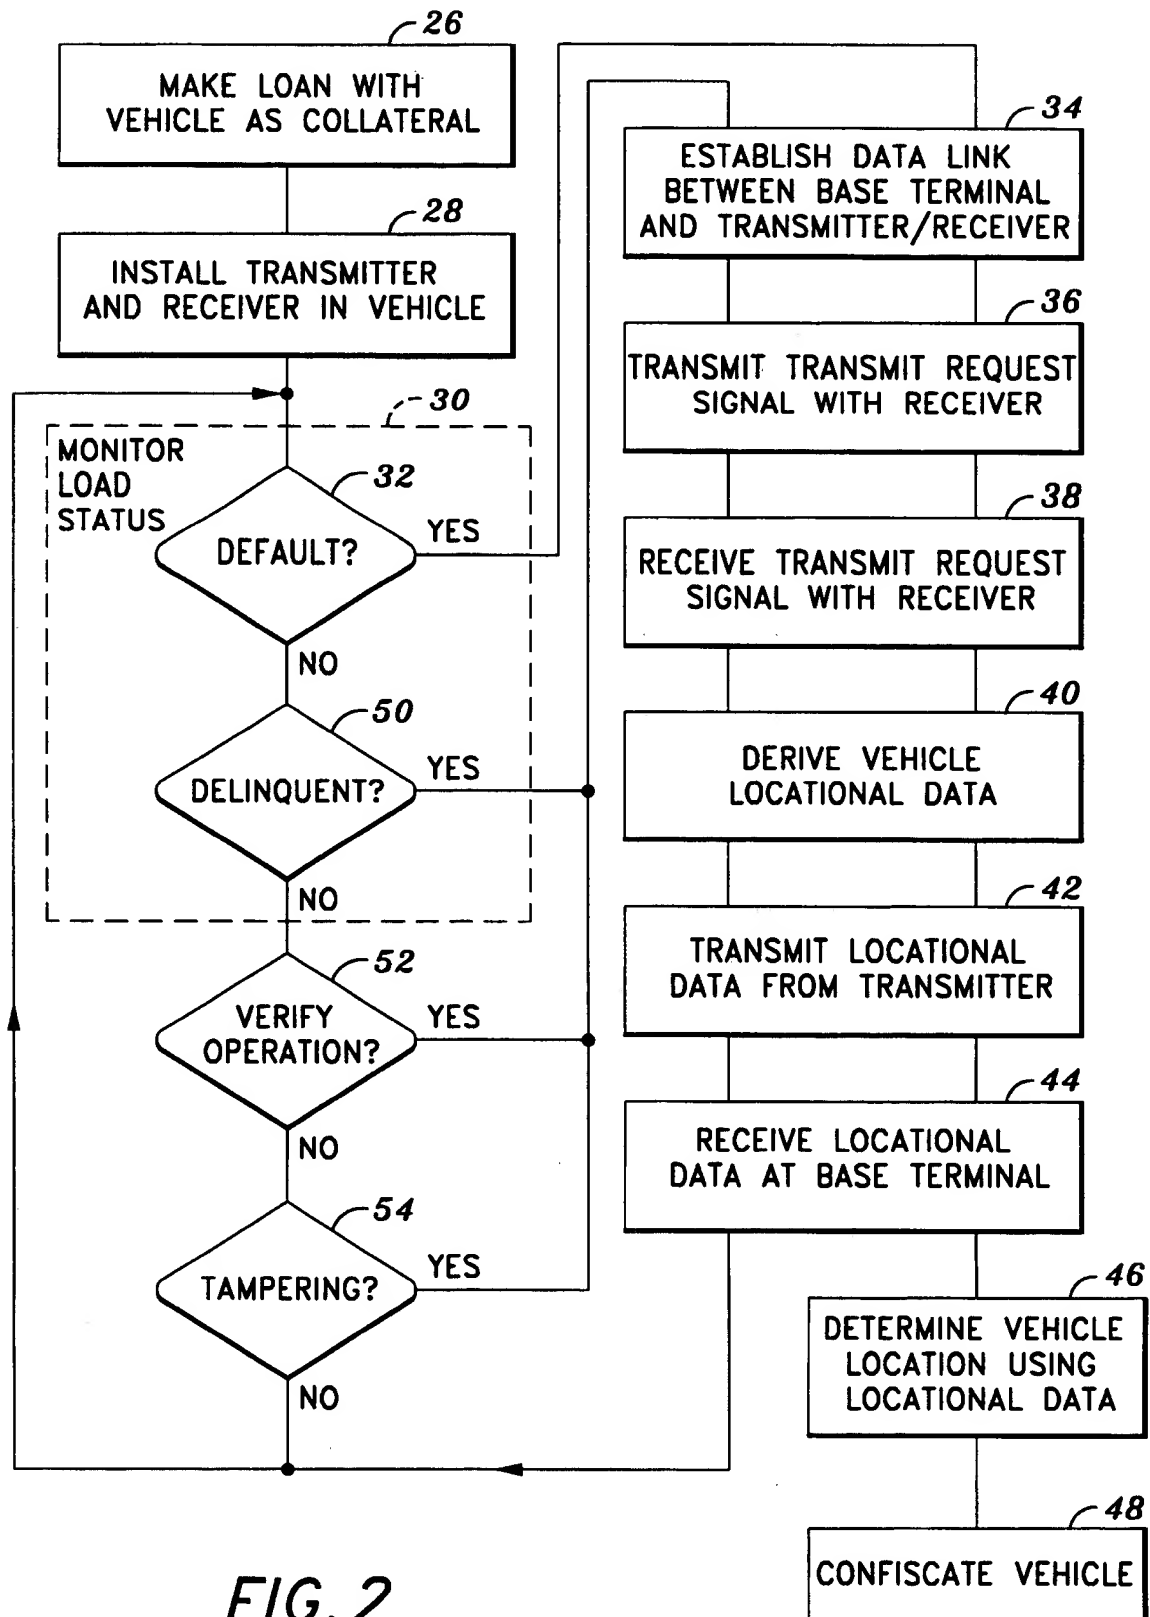 26
MAKE LOAN WITH
VEHICLE AS COLLATERAL
28
INSTALL TRANSMITTER
AND RECEIVER IN VEHICLE
30
MONITOR
LOAD
STATUS
32
DEFAULT?
YES
NO
50
DELINQUENT?
YES
NO
52
VERIFY
OPERATION?
YES
NO
54
TAMPERING?
YES
NO
34
ESTABLISH DATA LINK
BETWEEN BASE TERMINAL
AND TRANSMITTER/RECEIVER
36
TRANSMIT TRANSMIT REQUEST
SIGNAL WITH RECEIVER
38
RECEIVE TRANSMIT REQUEST
SIGNAL WITH RECEIVER
40
DERIVE VEHICLE
LOCATIONAL DATA
42
TRANSMIT LOCATIONAL
DATA FROM TRANSMITTER
44
RECEIVE LOCATIONAL
DATA AT BASE TERMINAL
46
DETERMINE VEHICLE
LOCATION USING
LOCATIONAL DATA
48
CONFISCATE VEHICLE
FIG. 2